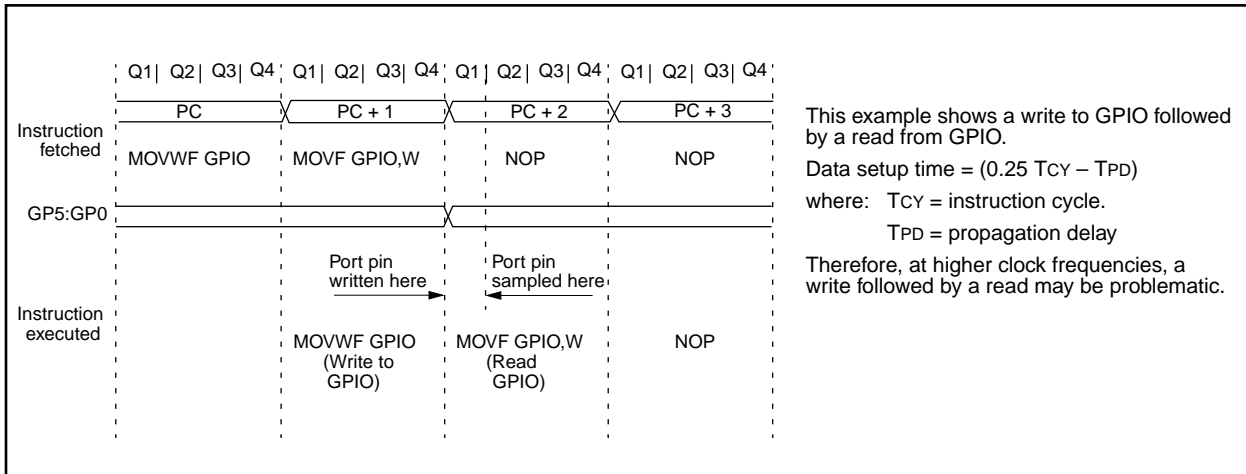 Q1| Q2| Q3| Q4 Q1| Q2| Q3| Q4 Q1| Q2| Q3| Q4 Q1| Q2| Q3| Q4
PC PC + 1 PC + 2 PC + 3
Instruction
fetched
MOVWF GPIO MOVF GPIO,W NOP NOP
GP5:GP0
Port pin
written here
Port pin
sampled here
Instruction
executed
MOVWF GPIO
(Write to
GPIO)
MOVF GPIO,W
(Read
GPIO)
NOP
This example shows a write to GPIO followed
by a read from GPIO.
Data setup time = (0.25 TCY – TPD)
where: TCY = instruction cycle.
TPD = propagation delay
Therefore, at higher clock frequencies, a
write followed by a read may be problematic.